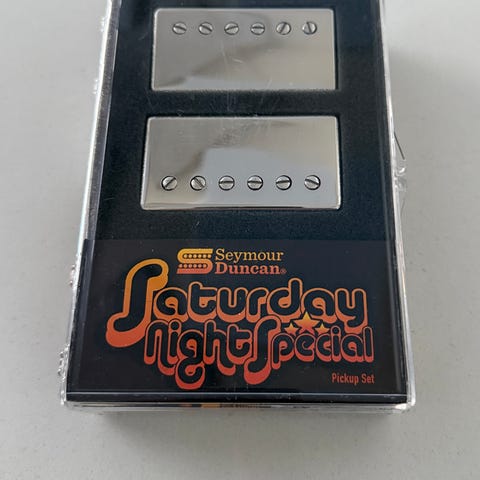 Seymour
Duncan®
Saturday
Night Special
Pickup Set